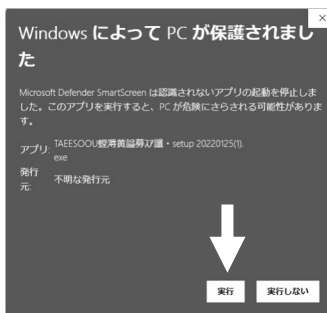 Windows によって PC が保護されまし
た
Microsoft Defender SmartScreen は認識されないアプリの起動を停止しま
した。このアプリを実行すると、PC が危険にさらされる可能性がありま
す。
アプリ: TAEESOOU ・setup 20220125(1).
exe
発行
元: 不明な発行元
実行 実行しない